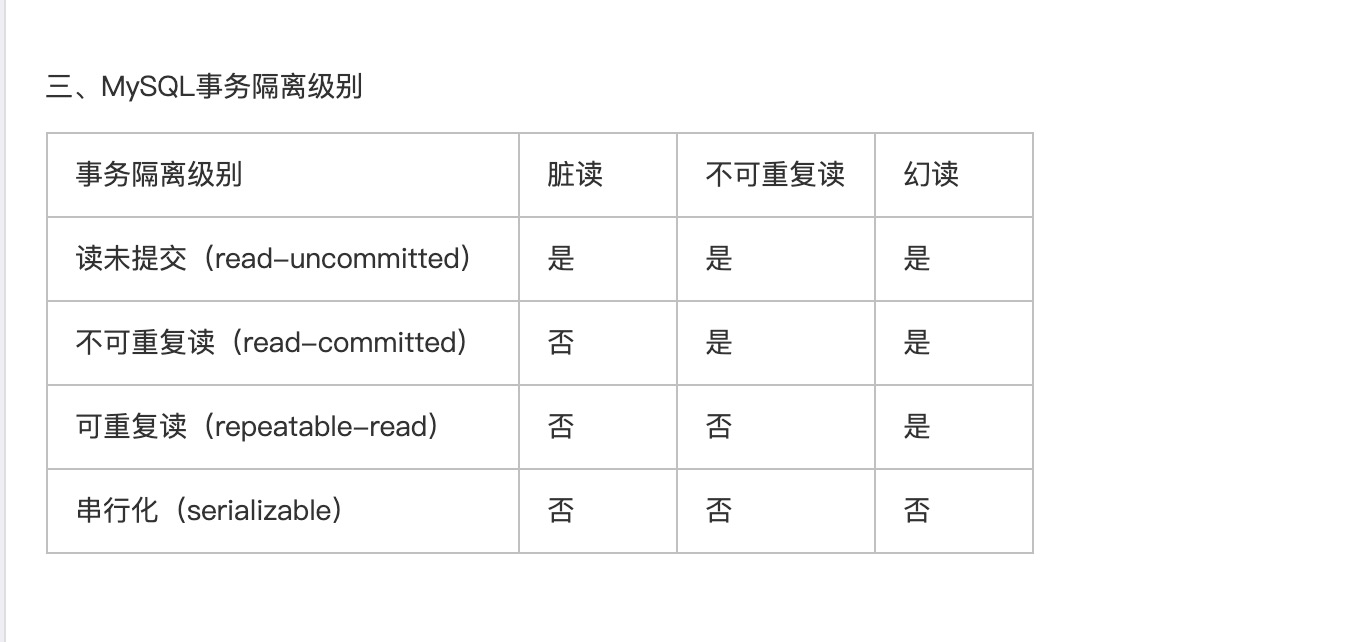 三、MySQL事务隔离级别
事务隔离级别 脏读 不可重复读 幻读
读未提交（read-uncommitted） 是 是 是
不可重复读（read-committed） 否 是 是
可重复读（repeatable-read） 否 否 是
串行化（serializable） 否 否 否